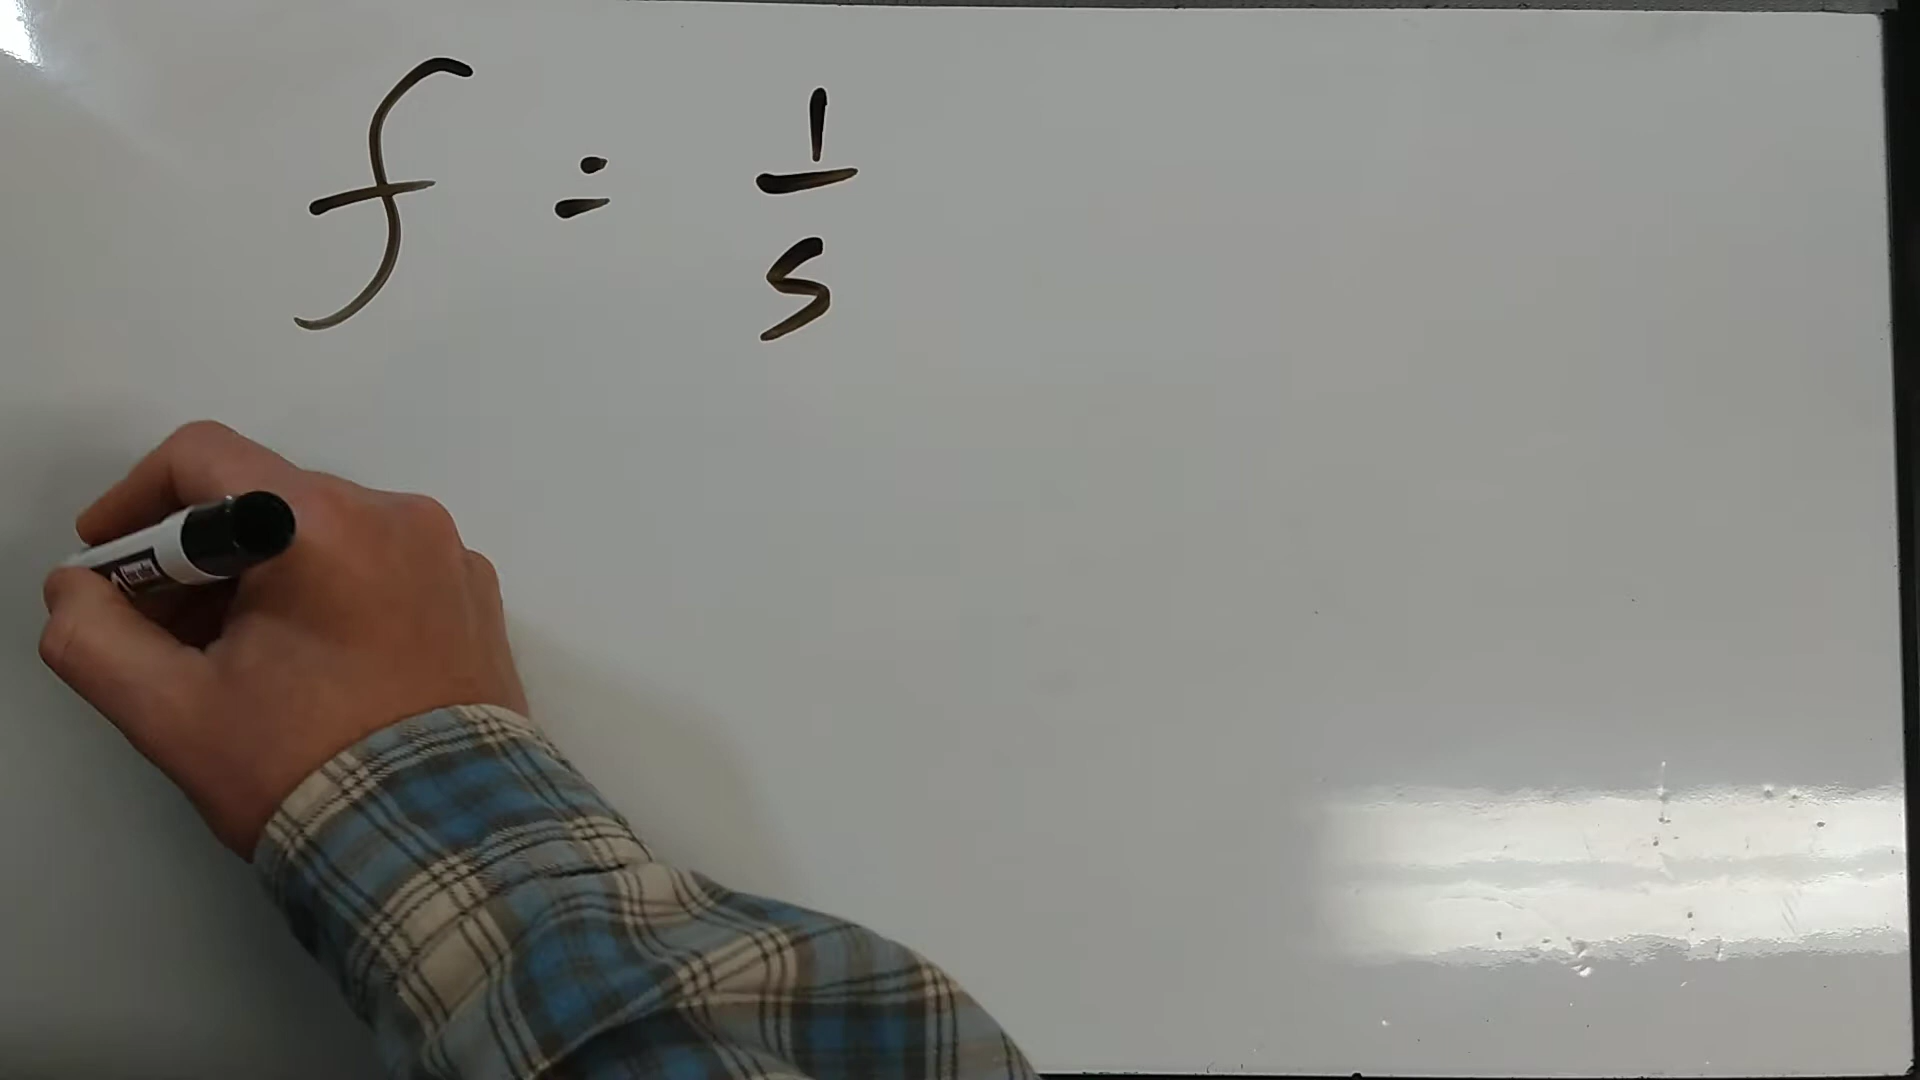 f = 1/s